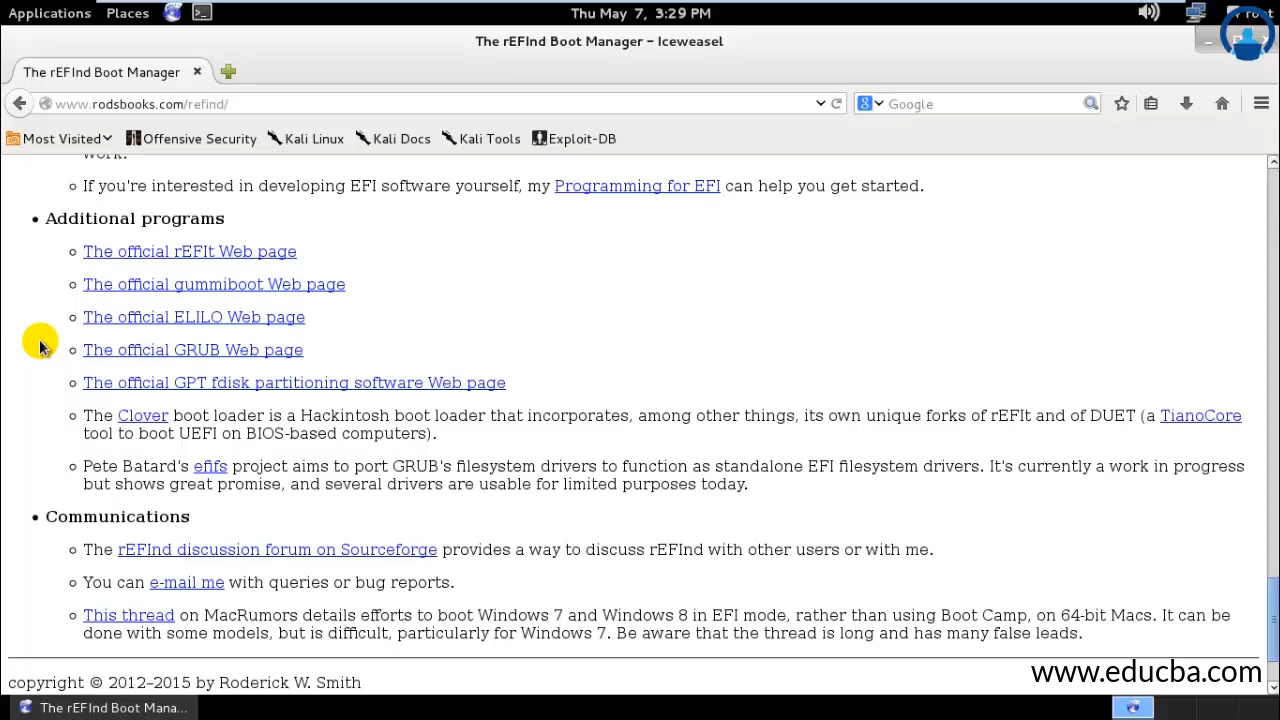 Applications Places Thu May 7, 3:29 PM root
The rEFInd Boot Manager - Iceweasel
The rEFInd Boot Manager
www.rodsbooks.com/refind/ Google
Most Visited Offensive Security Kali Linux Kali Docs Kali Tools Exploit-DB
work.
If you're interested in developing EFI software yourself, my Programming for EFI can help you get started.
Additional programs
The official rEFIt Web page
The official gummiboot Web page
The official ELILO Web page
The official GRUB Web page
The official GPT fdisk partitioning software Web page
The Clover boot loader is a Hackintosh boot loader that incorporates, among other things, its own unique forks of rEFIt and of DUET (a TianoCore
tool to boot UEFI on BIOS-based computers).
Pete Batard's efifs project aims to port GRUB's filesystem drivers to function as standalone EFI filesystem drivers. It's currently a work in progress
but shows great promise, and several drivers are usable for limited purposes today.
Communications
The rEFInd discussion forum on Sourceforge provides a way to discuss rEFInd with other users or with me.
You can e-mail me with queries or bug reports.
This thread on MacRumors details efforts to boot Windows 7 and Windows 8 in EFI mode, rather than using Boot Camp, on 64-bit Macs. It can be
done with some models, but is difficult, particularly for Windows 7. Be aware that the thread is long and has many false leads.
copyright © 2012–2015 by Roderick W. Smith
www.educba.com
The rEFInd Boot Mana...